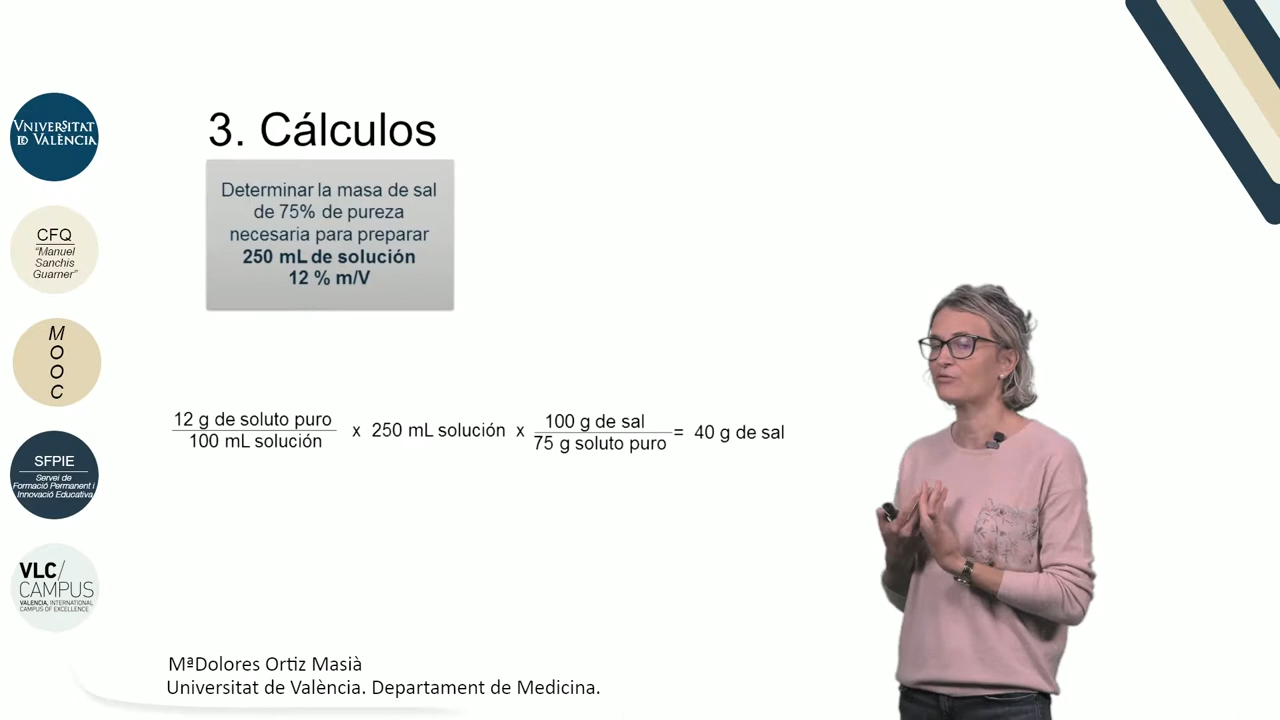 VNIVERSITAT
ID VALÈNCIA
CFQ
"Manuel
Sanchis
Guarner"
M
O
O
C
SFPIE
Servei de
Formació Permanent i
Innovació Educativa
VLC/
CAMPUS
VALENCIA, INTERNATIONAL
CAMPUS OF EXCELLENCE
3. Cálculos
Determinar la masa de sal
de 75% de pureza
necesaria para preparar
250 mL de solución
12 % m/V
12 g de soluto puro
100 mL solución
x 250 mL solución x
100 g de sal
75 g soluto puro
= 40 g de sal
MªDolores Ortiz Masià
Universitat de València. Departament de Medicina.